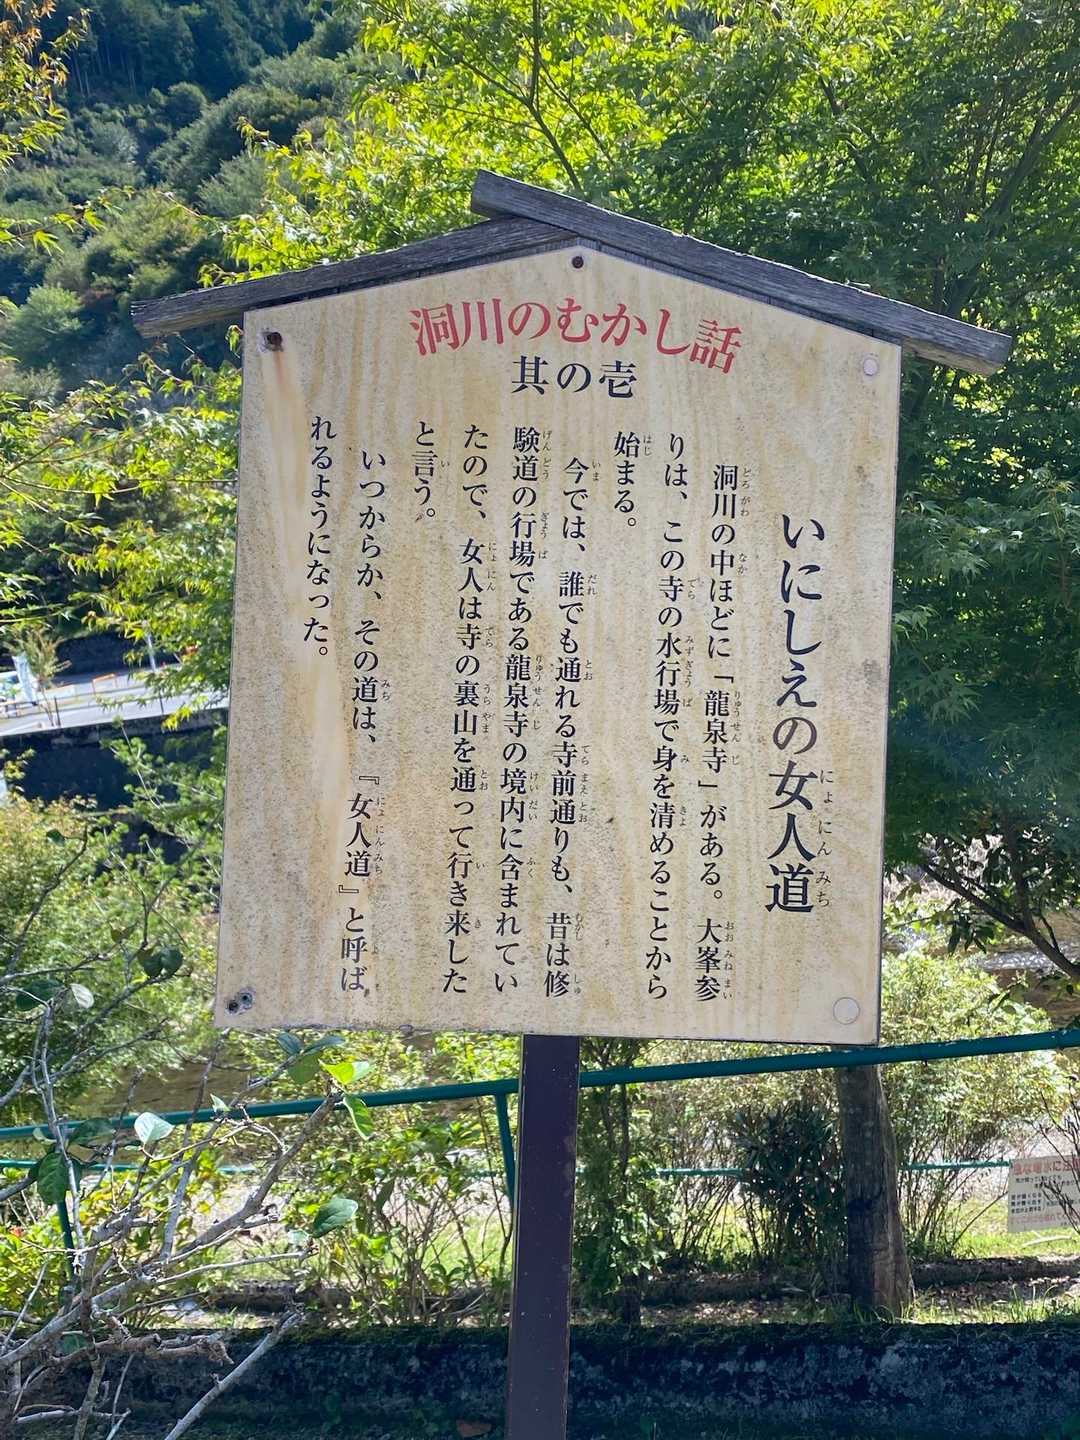 洞川のむかし話
其の壱
いにしえの女人道
洞川の中ほどに「龍泉寺」がある。大峯参
りは、この寺の水行場で身を清めることから
始まる。
今では、誰でも通れる寺前通りも、昔は修
験道の行場である龍泉寺の境内に含まれてい
たので、女人は寺の裏山を通って行き来した
と言う。
いつからか、その道は、『女人道』と呼ば
れるようになった。